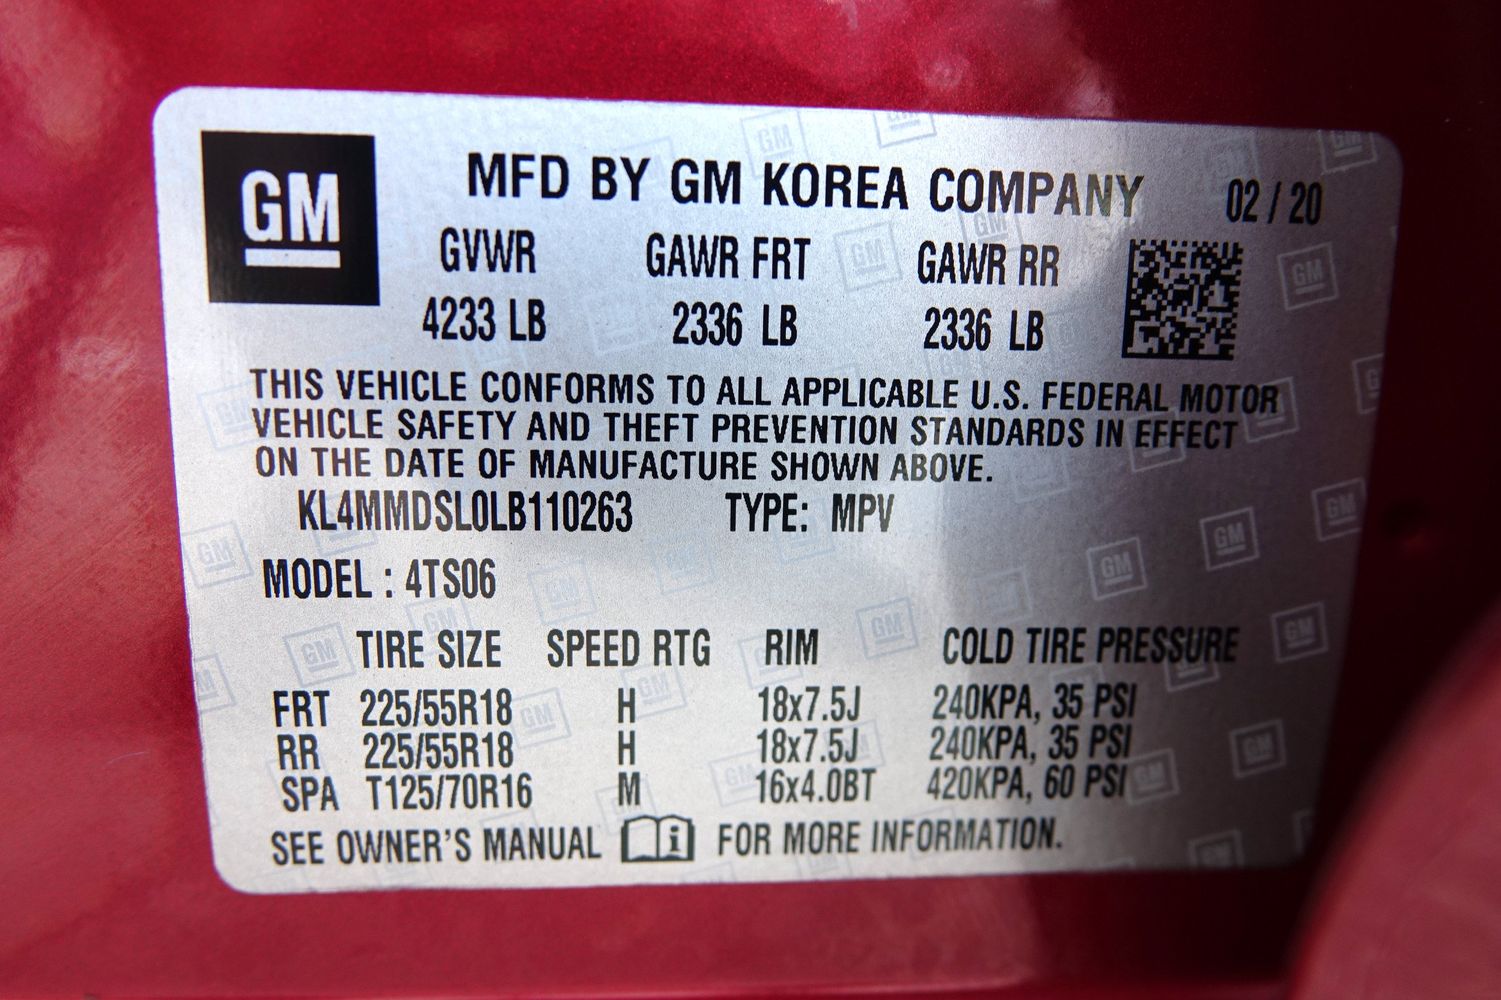 GM
MFD BY GM KOREA COMPANY 02 / 20
GVWR GAWR FRT GAWR RR
4233 LB 2336 LB 2336 LB
THIS VEHICLE CONFORMS TO ALL APPLICABLE U.S. FEDERAL MOTOR
VEHICLE SAFETY AND THEFT PREVENTION STANDARDS IN EFFECT
ON THE DATE OF MANUFACTURE SHOWN ABOVE.
KL4MMDSL0LB110263 TYPE: MPV
MODEL : 4TS06
TIRE SIZE SPEED RTG RIM COLD TIRE PRESSURE
FRT 225/55R18 H 18x7.5J 240KPA, 35 PSI
RR 225/55R18 H 18x7.5J 240KPA, 35 PSI
SPA T125/70R16 M 16x4.0BT 420KPA, 60 PSI
SEE OWNER'S MANUAL i FOR MORE INFORMATION.